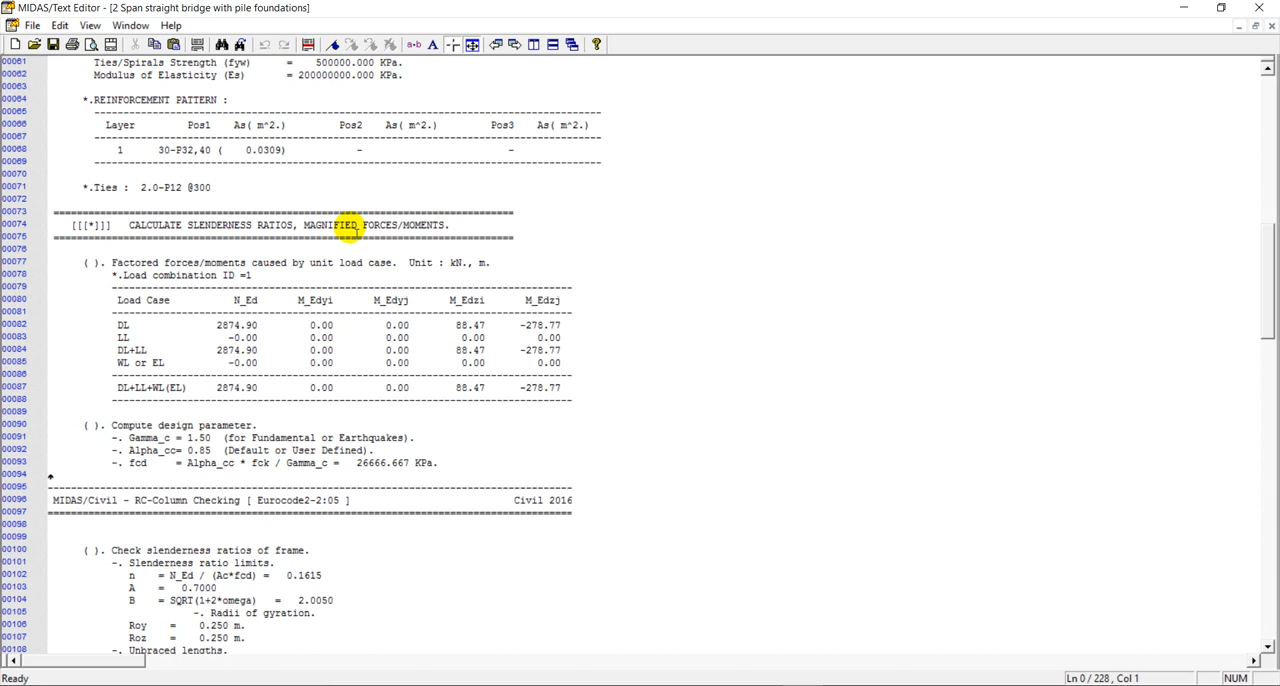 MIDAS/Text Editor - [2 Span straight bridge with pile foundations]
File Edit View Window Help
00061 Ties/Spirals Strength (fyw) = 500000.000 KPa.
00062 Modulus of Elasticity (Es) = 200000000.000 KPa.
00063
00064 *.REINFORCEMENT PATTERN :
00065 ------------------------------------------------------------
00066 Layer Pos1 As( m^2.) Pos2 As( m^2.) Pos3 As( m^2.)
00067 ------------------------------------------------------------
00068 1 30-P32,40 ( 0.0309) - -
00069 ------------------------------------------------------------
00070
00071 *.Ties : 2.0-P12 @300
00072
00073 ============================================================
00074 [[[*]]] CALCULATE SLENDERNESS RATIOS, MAGNIFIED FORCES/MOMENTS.
00075 ============================================================
00076
00077 ( ). Factored forces/moments caused by unit load case. Unit : kN., m.
00078 *.Load combination ID =1
00079 ------------------------------------------------------------
00080 Load Case N_Ed M_Edyi M_Edyj M_Edzi M_Edzj
00081 ------------------------------------------------------------
00082 DL 2874.90 0.00 0.00 88.47 -278.77
00083 LL -0.00 0.00 0.00 0.00 0.00
00084 DL+LL 2874.90 0.00 0.00 88.47 -278.77
00085 WL or EL -0.00 0.00 0.00 0.00 0.00
00086 ------------------------------------------------------------
00087 DL+LL+WL(EL) 2874.90 0.00 0.00 88.47 -278.77
00088 ------------------------------------------------------------
00089
00090 ( ). Compute design parameter.
00091 -. Gamma_c = 1.50 (for Fundamental or Earthquakes).
00092 -. Alpha_cc= 0.85 (Default or User Defined).
00093 -. fcd = Alpha_cc * fck / Gamma_c = 26666.667 KPa.
00094
00095 ------------------------------------------------------------
00096 MIDAS/Civil - RC-Column Checking [ Eurocode2-2:05 ] Civil 2016
00097 ============================================================
00098
00099
00100 ( ). Check slenderness ratios of frame.
00101 -. Slenderness ratio limits.
00102 n = N_Ed / (Ac*fcd) = 0.1615
00103 A = 0.7000
00104 B = SQRT(1+2*omega) = 2.0050
00105 -. Radii of gyration.
00106 Roy = 0.250 m.
00107 Roz = 0.250 m.
00108 -. Unbraced lengths.
Ready Ln 0 / 228 , Col 1 NUM